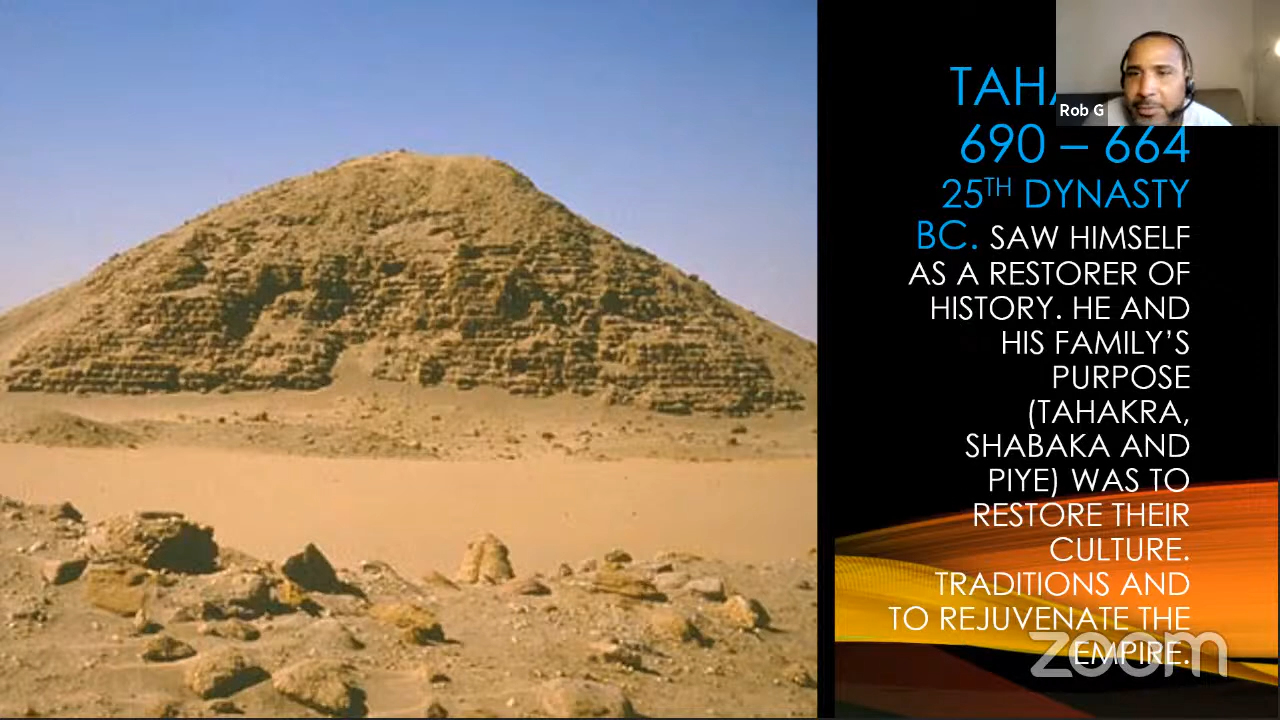 TAHA
Rob G
690 – 664
25TH DYNASTY
BC. SAW HIMSELF
AS A RESTORER OF
HISTORY. HE AND
HIS FAMILY'S
PURPOSE
(TAHAKRA,
SHABAKA AND
PIYE) WAS TO
RESTORE THEIR
CULTURE.
TRADITIONS AND
TO REJUVENATE THE
EMPIRE.
zoom